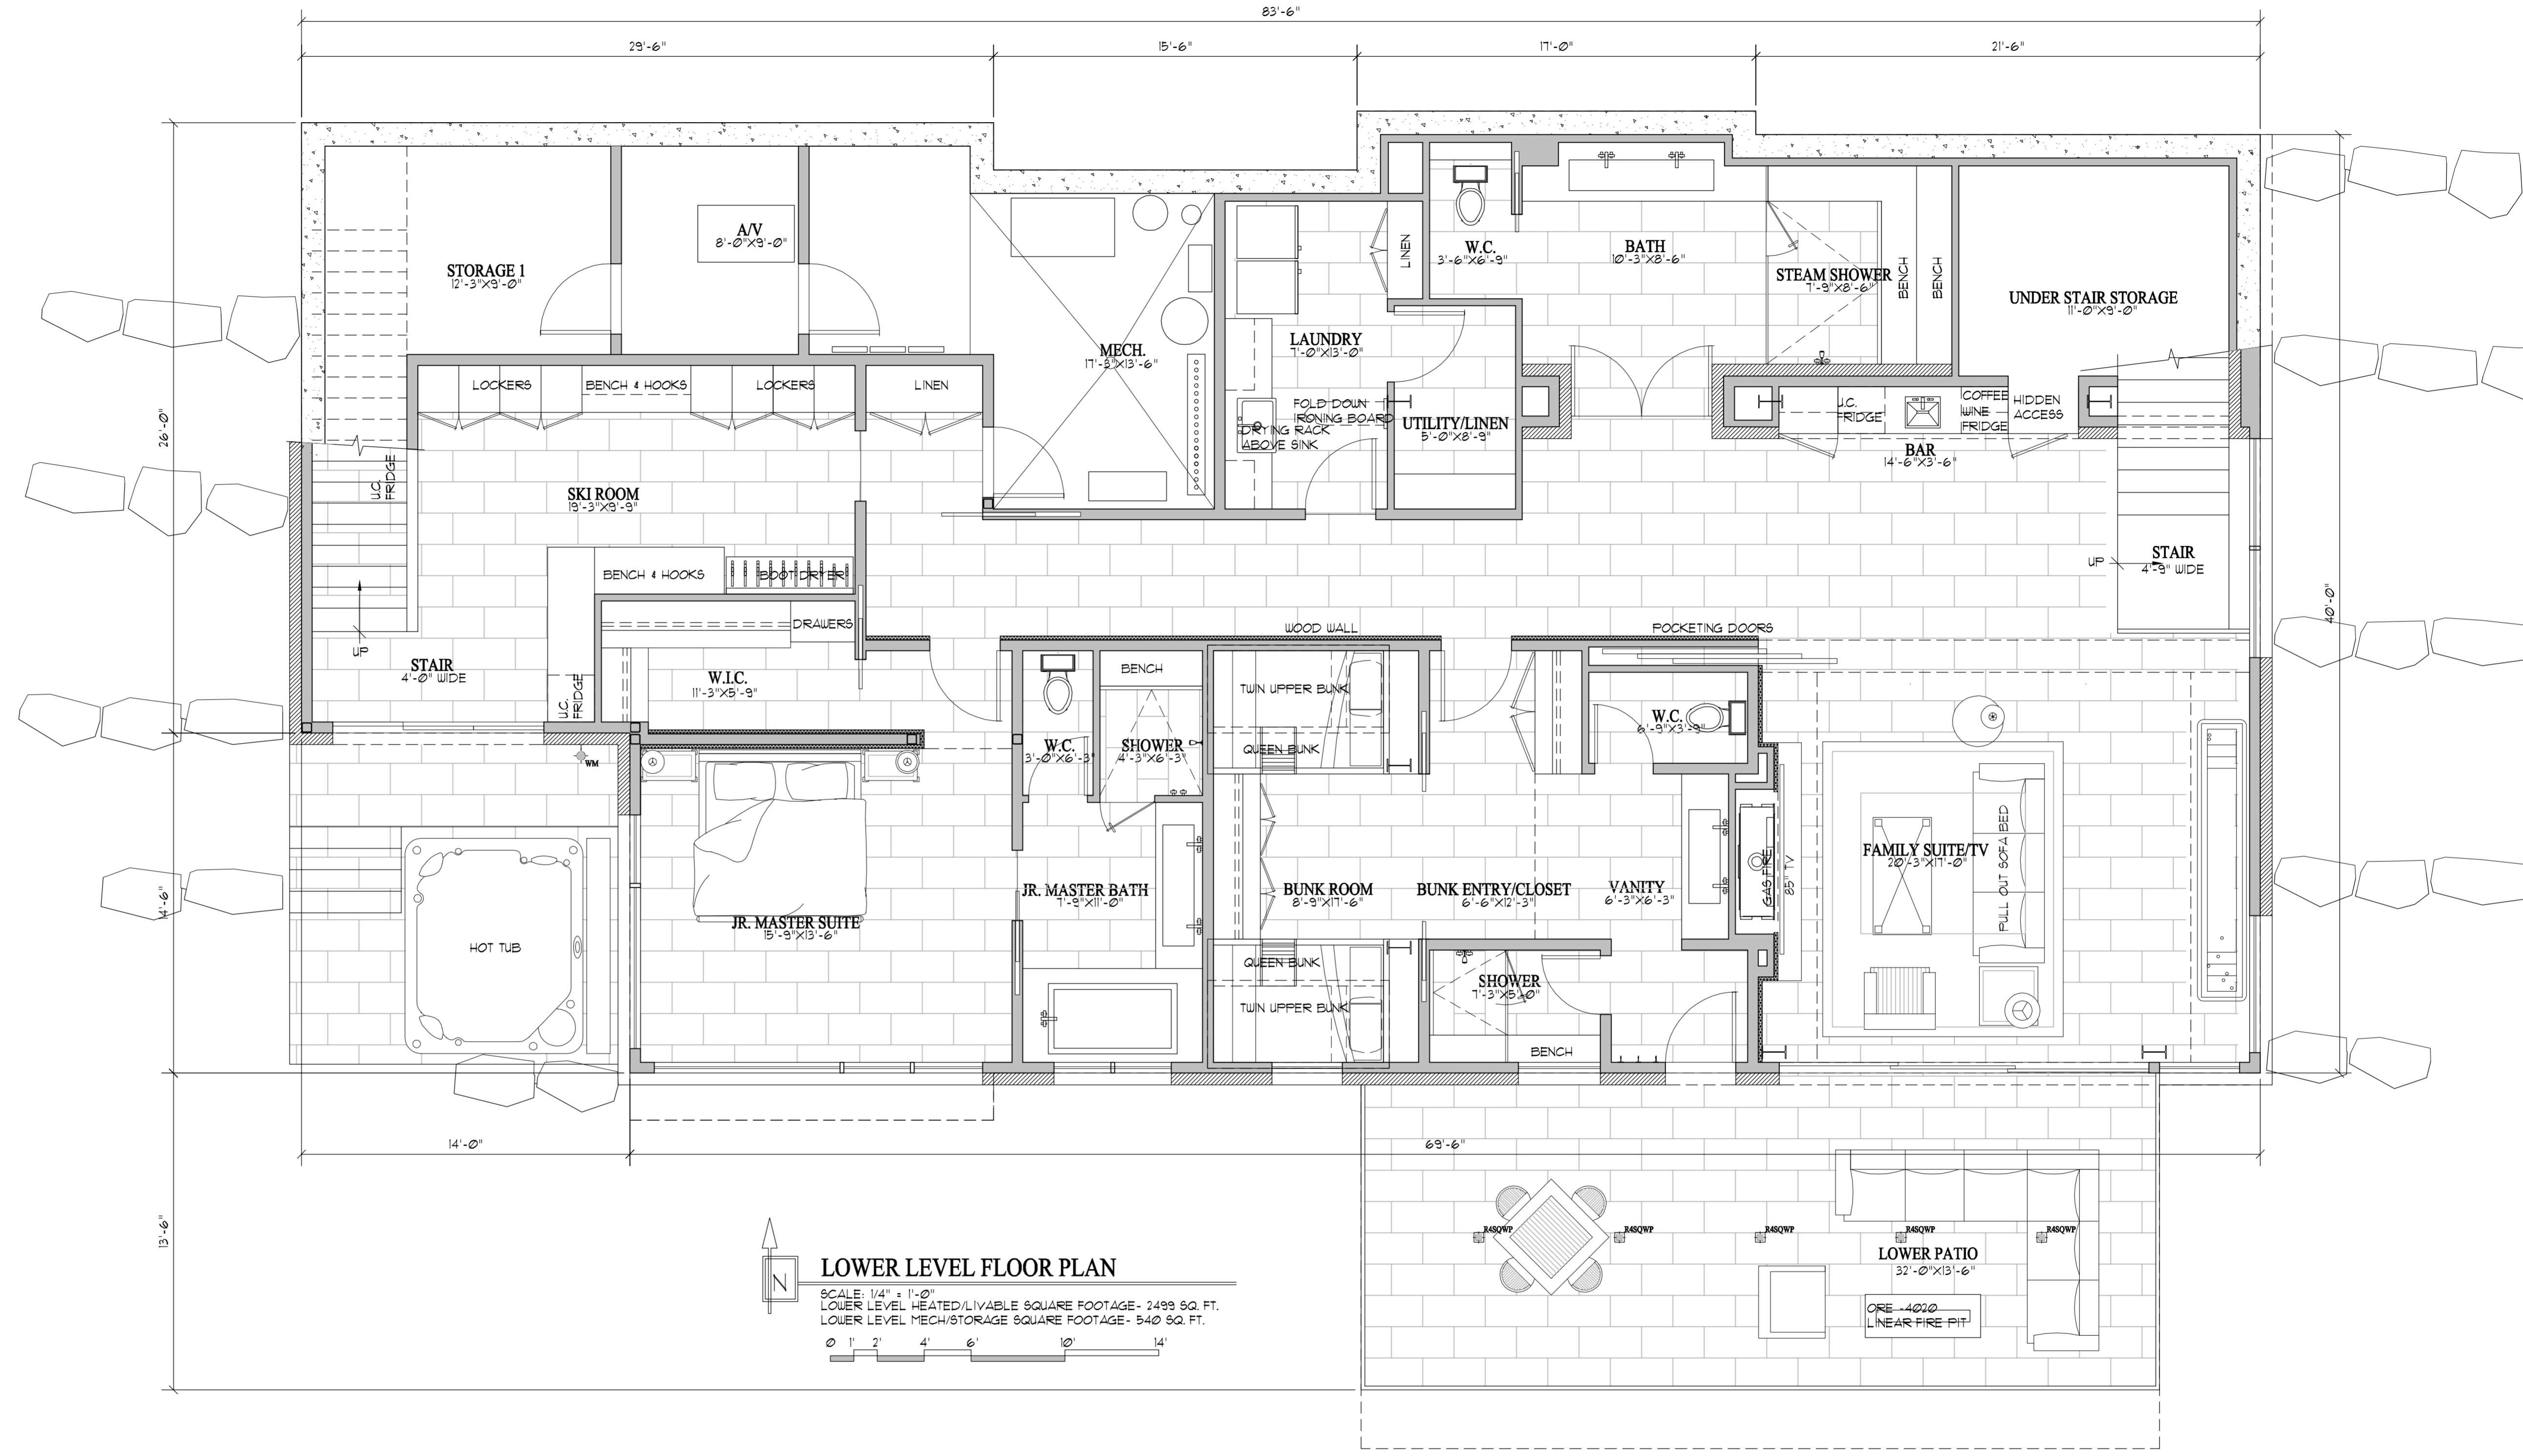 83'-6"
29'-6"
15'-6"
17'-0"
21'-6"
26'-0"
14'-6"
13'-6"
40'-0"
STORAGE 1
12'-3"X9'-0"
A/V
8'-0"X9'-0"
MECH.
17'-3"X13'-6"
LINEN
W.C.
3'-6"X6'-9"
BATH
10'-3"X8'-6"
STEAM SHOWER
7'-9"X8'-6"
BENCH
BENCH
UNDER STAIR STORAGE
11'-0"X9'-0"
LAUNDRY
7'-0"X13'-0"
FOLD DOWN
IRONING BOARD
DRYING RACK
ABOVE SINK
UTILITY/LINEN
5'-0"X8'-9"
U.C.
FRIDGE
COFFEE
WINE
FRIDGE
HIDDEN
ACCESS
BAR
14'-6"X3'-6"
LOCKERS
BENCH & HOOKS
LOCKERS
LINEN
U.C.
FRIDGE
SKI ROOM
19'-3"X9'-9"
BENCH & HOOKS
BOOT DRYER
DRAWERS
UP
STAIR
4'-0" WIDE
U.C.
FRIDGE
W.I.C.
11'-3"X5'-9"
UP
STAIR
4'-9" WIDE
WOOD WALL
POCKETING DOORS
WM
HOT TUB
JR. MASTER SUITE
15'-9"X13'-6"
W.C.
3'-0"X6'-3"
BENCH
SHOWER
4'-3"X6'-3"
JR. MASTER BATH
7'-9"X11'-0"
TWIN UPPER BUNK
QUEEN BUNK
BUNK ROOM
8'-9"X17'-6"
QUEEN BUNK
TWIN UPPER BUNK
BUNK ENTRY/CLOSET
6'-6"X12'-3"
W.C.
6'-9"X3'-9"
VANITY
6'-3"X6'-3"
SHOWER
7'-3"X5'-0"
BENCH
GAS FIRE
85" TV
FAMILY SUITE/TV
20'-3"X17'-0"
PULL OUT SOFA BED
14'-0"
69'-6"
R4SQWP
R4SQWP
R4SQWP
R4SQWP
R4SQWP
LOWER PATIO
32'-0"X13'-6"
ORE -4020
LINEAR FIRE PIT
N
LOWER LEVEL FLOOR PLAN
SCALE: 1/4" = 1'-0"
LOWER LEVEL HEATED/LIVABLE SQUARE FOOTAGE- 2499 SQ. FT.
LOWER LEVEL MECH/STORAGE SQUARE FOOTAGE- 540 SQ. FT.
0 1' 2' 4' 6' 10' 14'